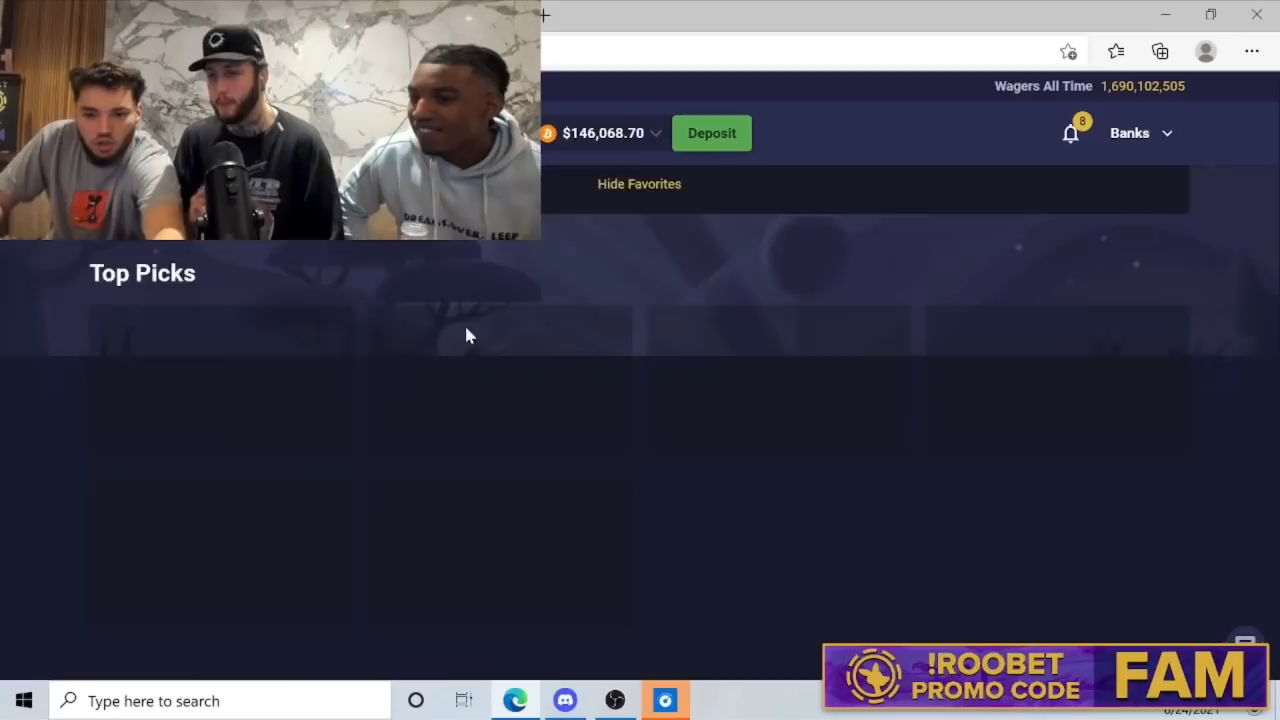 Wagers All Time 1,690,102,505
$146,068.70
Deposit
8
Banks
Hide Favorites
Top Picks
!ROOBET
PROMO CODE
FAM
Type here to search